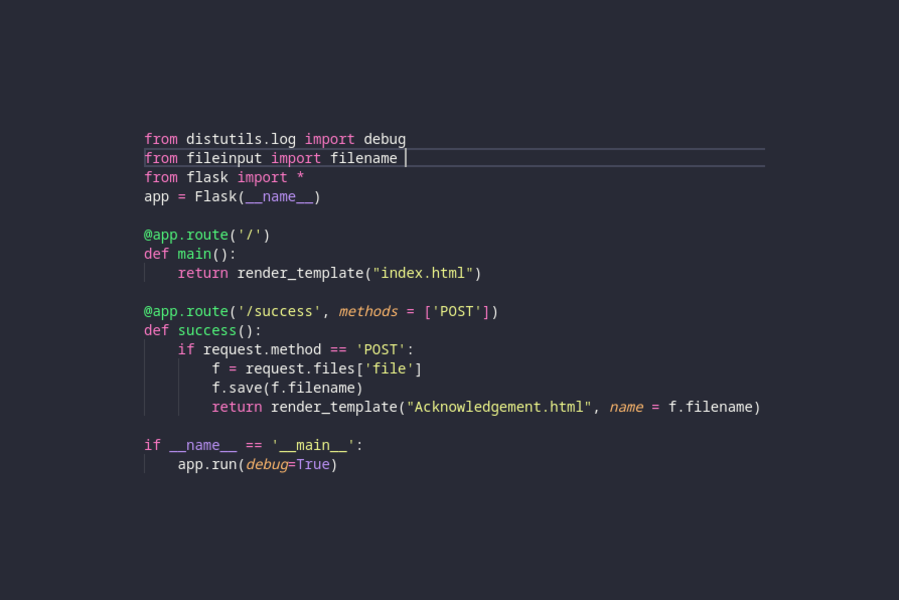 from distutils.log import debug
from fileinput import filename
from flask import *
app = Flask(__name__)

@app.route('/')
def main():
    return render_template("index.html")

@app.route('/success', methods = ['POST'])
def success():
    if request.method == 'POST':
        f = request.files['file']
        f.save(f.filename)
        return render_template("Acknowledgement.html", name = f.filename)

if __name__ == '__main__':
    app.run(debug=True)